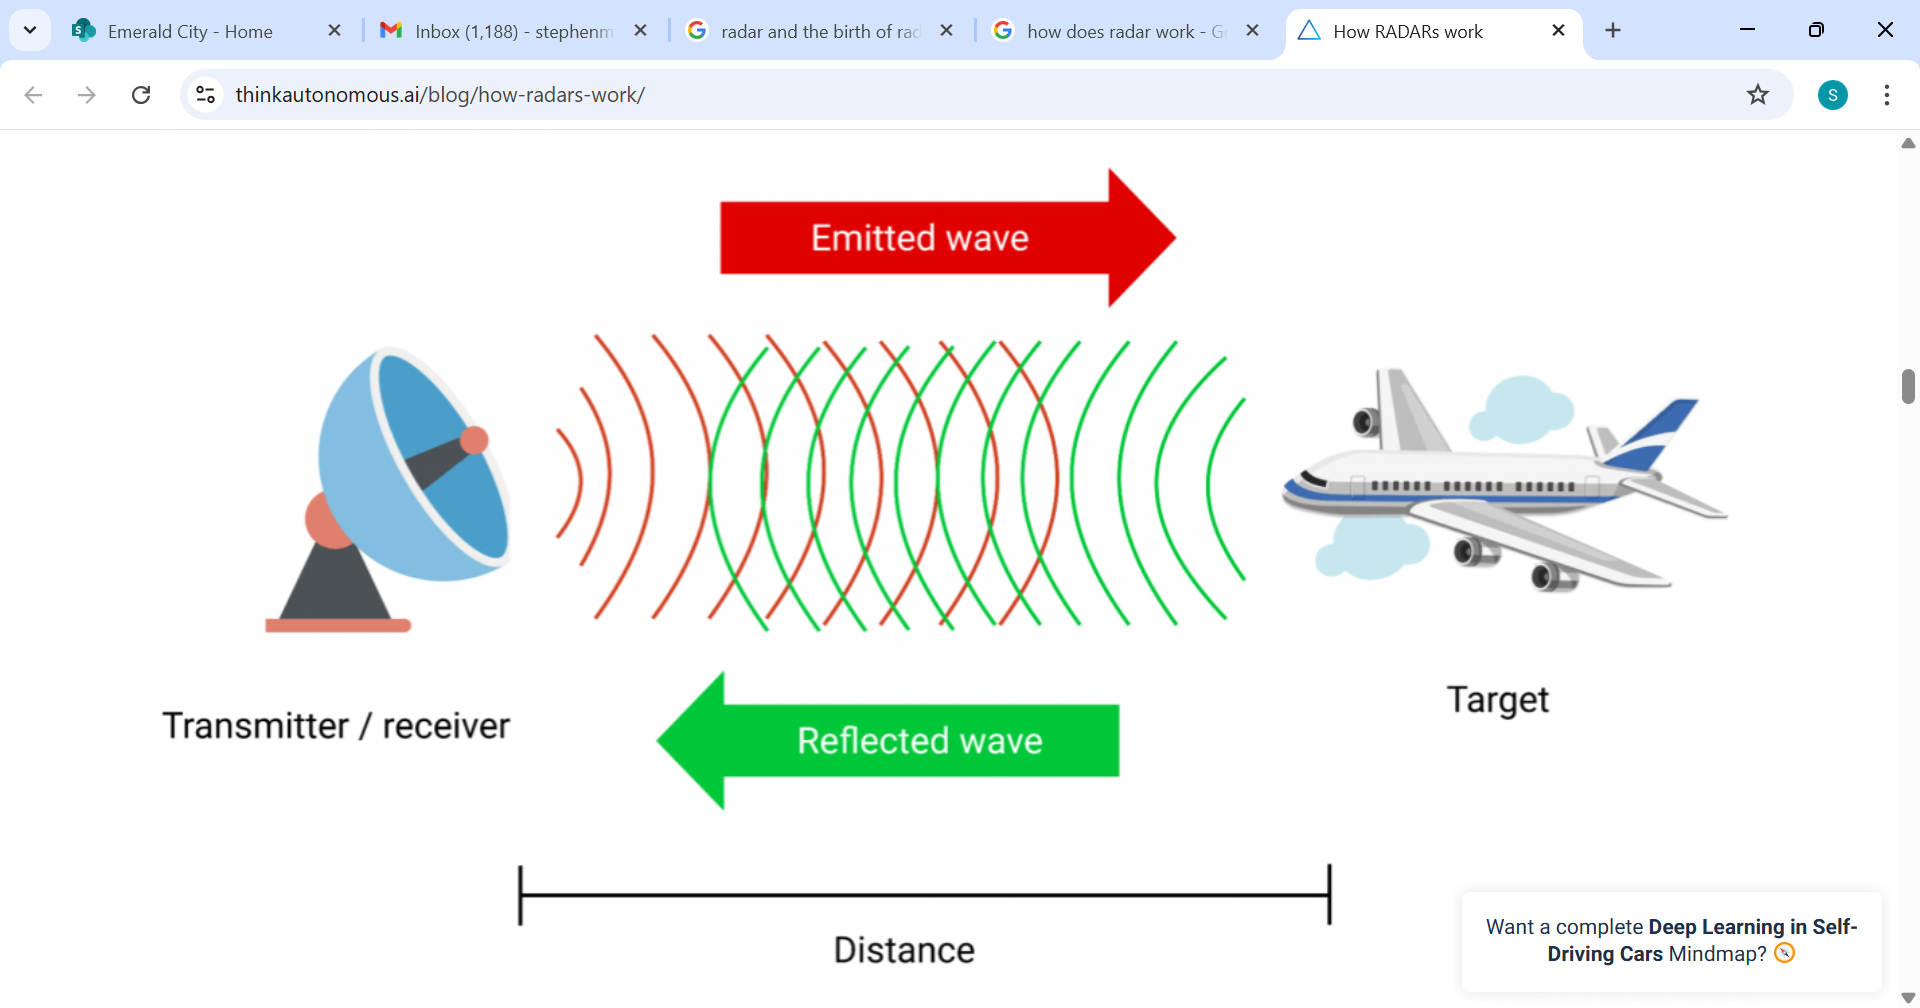 Emerald City - Home
Inbox (1,188) - stephenm
radar and the birth of rad
how does radar work - G
How RADARs work
thinkautonomous.ai/blog/how-radars-work/
S
Emitted wave
Transmitter / receiver
Target
Reflected wave
Distance
Want a complete Deep Learning in Self-
Driving Cars Mindmap?